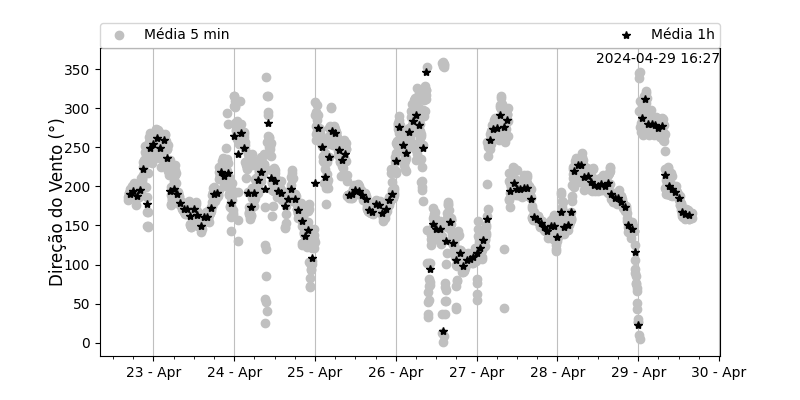 Média 5 min
Média 1h
2024-04-29 16:27
Direção do Vento (°)
350
300
250
200
150
100
50
0
23 - Apr
24 - Apr
25 - Apr
26 - Apr
27 - Apr
28 - Apr
29 - Apr
30 - Apr